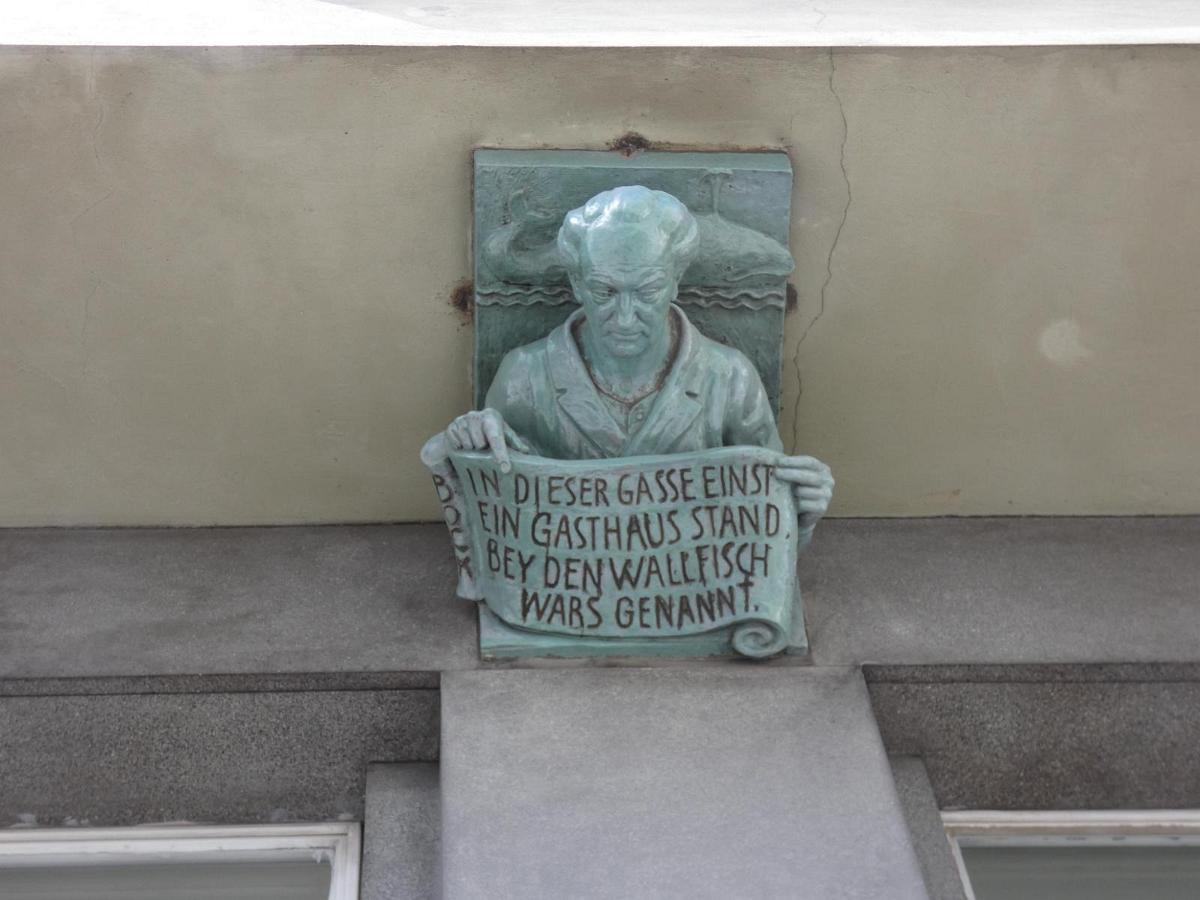 BOCK
IN DIESER GASSE EINST
EIN GASTHAUS STAND,
BEY DEN WALLFISCH
WARS GENANNT.